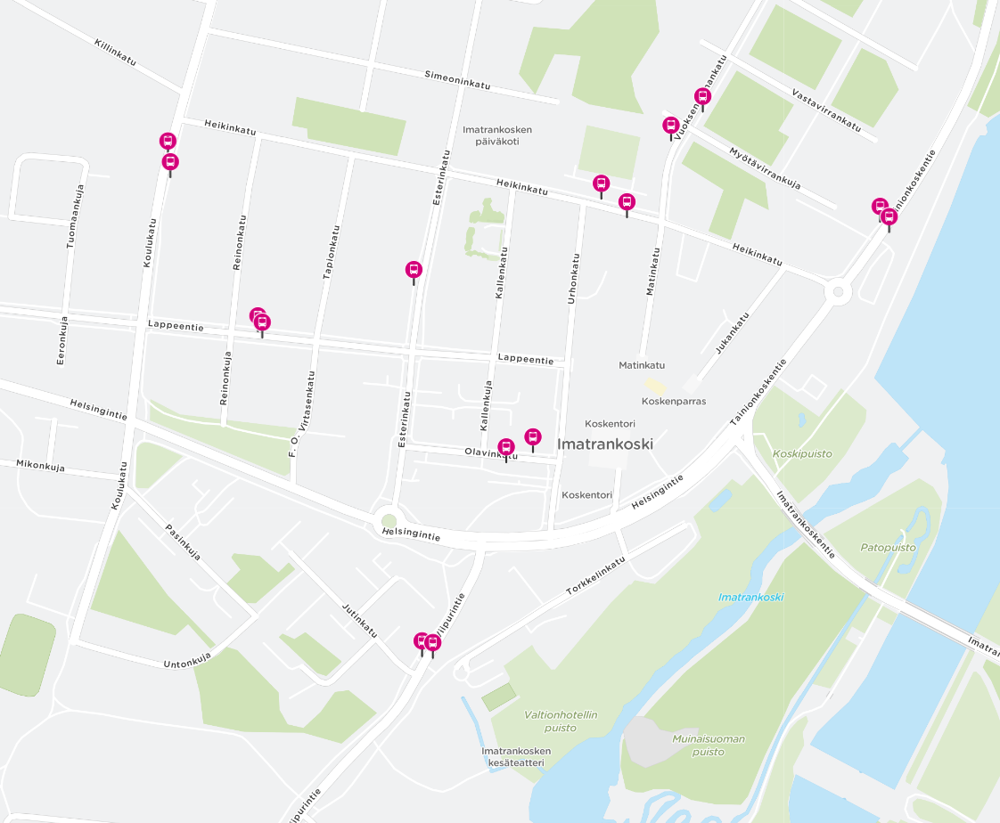 Killinkatu
Simeoninkatu
Vastavirrankatu
Heikinkatu
Imatrankosken
päiväkoti
Myötävirrankuja
Esterinkatu
Heikinkatu
Tuomaankuja
Koulukatu
Reinonkatu
Tapionkatu
Kallenkatu
Urhonkatu
Matinkatu
Heikinkatu
Lappeentie
Eeronkuja
Lappeentie
Jukankatu
Matinkatu
Koskenparras
Tainionkoskentie
Reinonkuja
F. O. Virtasenkatu
Esterinkatu
Kallenkuja
Helsingintie
Koskentori
Imatrankoski
Koskipuisto
Mikonkuja
Koulukatu
Koskentori
Helsingintie
Helsingintie
Imatrankoskentie
Pasinkuja
Patopuisto
Torkkelinkatu
Imatrankoski
Jutinkatu
Untonkuja
Valtionhotellin
puisto
Muinaisuoman
puisto
Imatrankosken
kesäteatteri